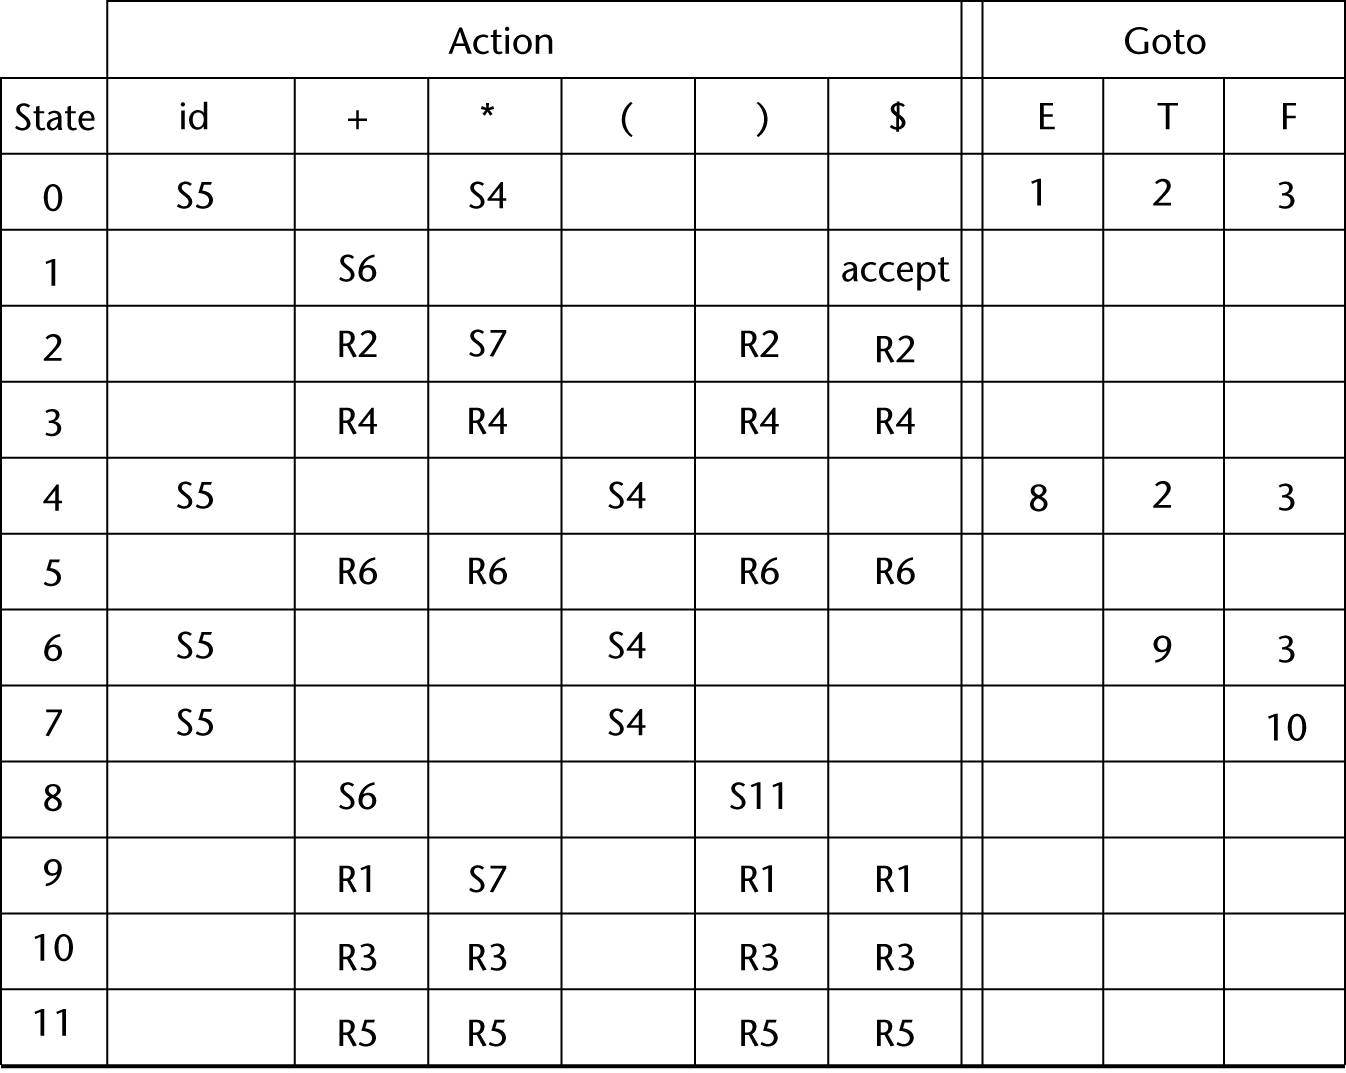 Action Goto
State id + * ( ) $ E T F
0 S5 S4 1 2 3
1 S6 accept
2 R2 S7 R2 R2
3 R4 R4 R4 R4
4 S5 S4 8 2 3
5 R6 R6 R6 R6
6 S5 S4 9 3
7 S5 S4 10
8 S6 S11
9 R1 S7 R1 R1
10 R3 R3 R3 R3
11 R5 R5 R5 R5